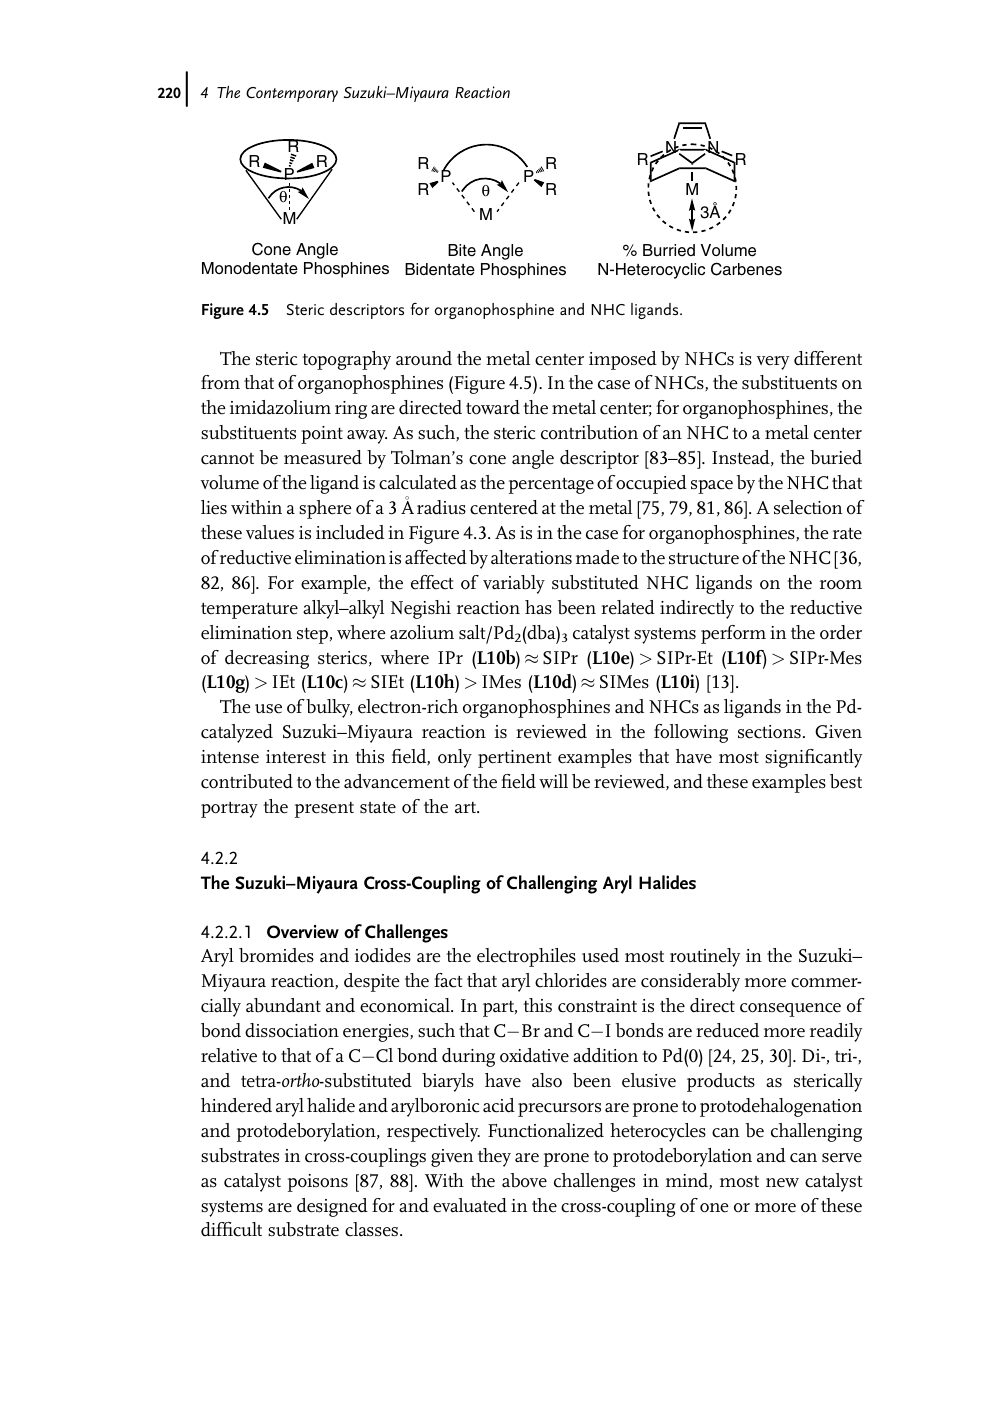 220 4 The Contemporary Suzuki–Miyaura Reaction
R
R R
P
θ
M
R R
P P
R R
θ
M
N N
R R
M
3Å
Cone Angle
Monodentate Phosphines
Bite Angle
Bidentate Phosphines
% Burried Volume
N-Heterocyclic Carbenes
Figure 4.5 Steric descriptors for organophosphine and NHC ligands.
The steric topography around the metal center imposed by NHCs is very different
from that of organophosphines (Figure 4.5). In the case of NHCs, the substituents on
the imidazolium ring are directed toward the metal center; for organophosphines, the
substituents point away. As such, the steric contribution of an NHC to a metal center
cannot be measured by Tolman's cone angle descriptor [83–85]. Instead, the buried
volume of the ligand is calculated as the percentage of occupied space by the NHC that
lies within a sphere of a 3 Å radius centered at the metal [75, 79, 81, 86]. A selection of
these values is included in Figure 4.3. As is in the case for organophosphines, the rate
of reductive elimination is affected by alterations made to the structure of the NHC [36,
82, 86]. For example, the effect of variably substituted NHC ligands on the room
temperature alkyl–alkyl Negishi reaction has been related indirectly to the reductive
elimination step, where azolium salt/Pd₂(dba)₃ catalyst systems perform in the order
of decreasing sterics, where IPr (L10b) ≈ SIPr (L10e) > SIPr-Et (L10f) > SIPr-Mes
(L10g) > IEt (L10c) ≈ SIEt (L10h) > IMes (L10d) ≈ SIMes (L10i) [13].
The use of bulky, electron-rich organophosphines and NHCs as ligands in the Pd-
catalyzed Suzuki–Miyaura reaction is reviewed in the following sections. Given
intense interest in this field, only pertinent examples that have most significantly
contributed to the advancement of the field will be reviewed, and these examples best
portray the present state of the art.
4.2.2
The Suzuki–Miyaura Cross-Coupling of Challenging Aryl Halides
4.2.2.1 Overview of Challenges
Aryl bromides and iodides are the electrophiles used most routinely in the Suzuki–
Miyaura reaction, despite the fact that aryl chlorides are considerably more commer-
cially abundant and economical. In part, this constraint is the direct consequence of
bond dissociation energies, such that C−Br and C−I bonds are reduced more readily
relative to that of a C−Cl bond during oxidative addition to Pd(0) [24, 25, 30]. Di-, tri-,
and tetra-ortho-substituted biaryls have also been elusive products as sterically
hindered aryl halide and arylboronic acid precursors are prone to protodehalogenation
and protodeborylation, respectively. Functionalized heterocycles can be challenging
substrates in cross-couplings given they are prone to protodeborylation and can serve
as catalyst poisons [87, 88]. With the above challenges in mind, most new catalyst
systems are designed for and evaluated in the cross-coupling of one or more of these
difficult substrate classes.